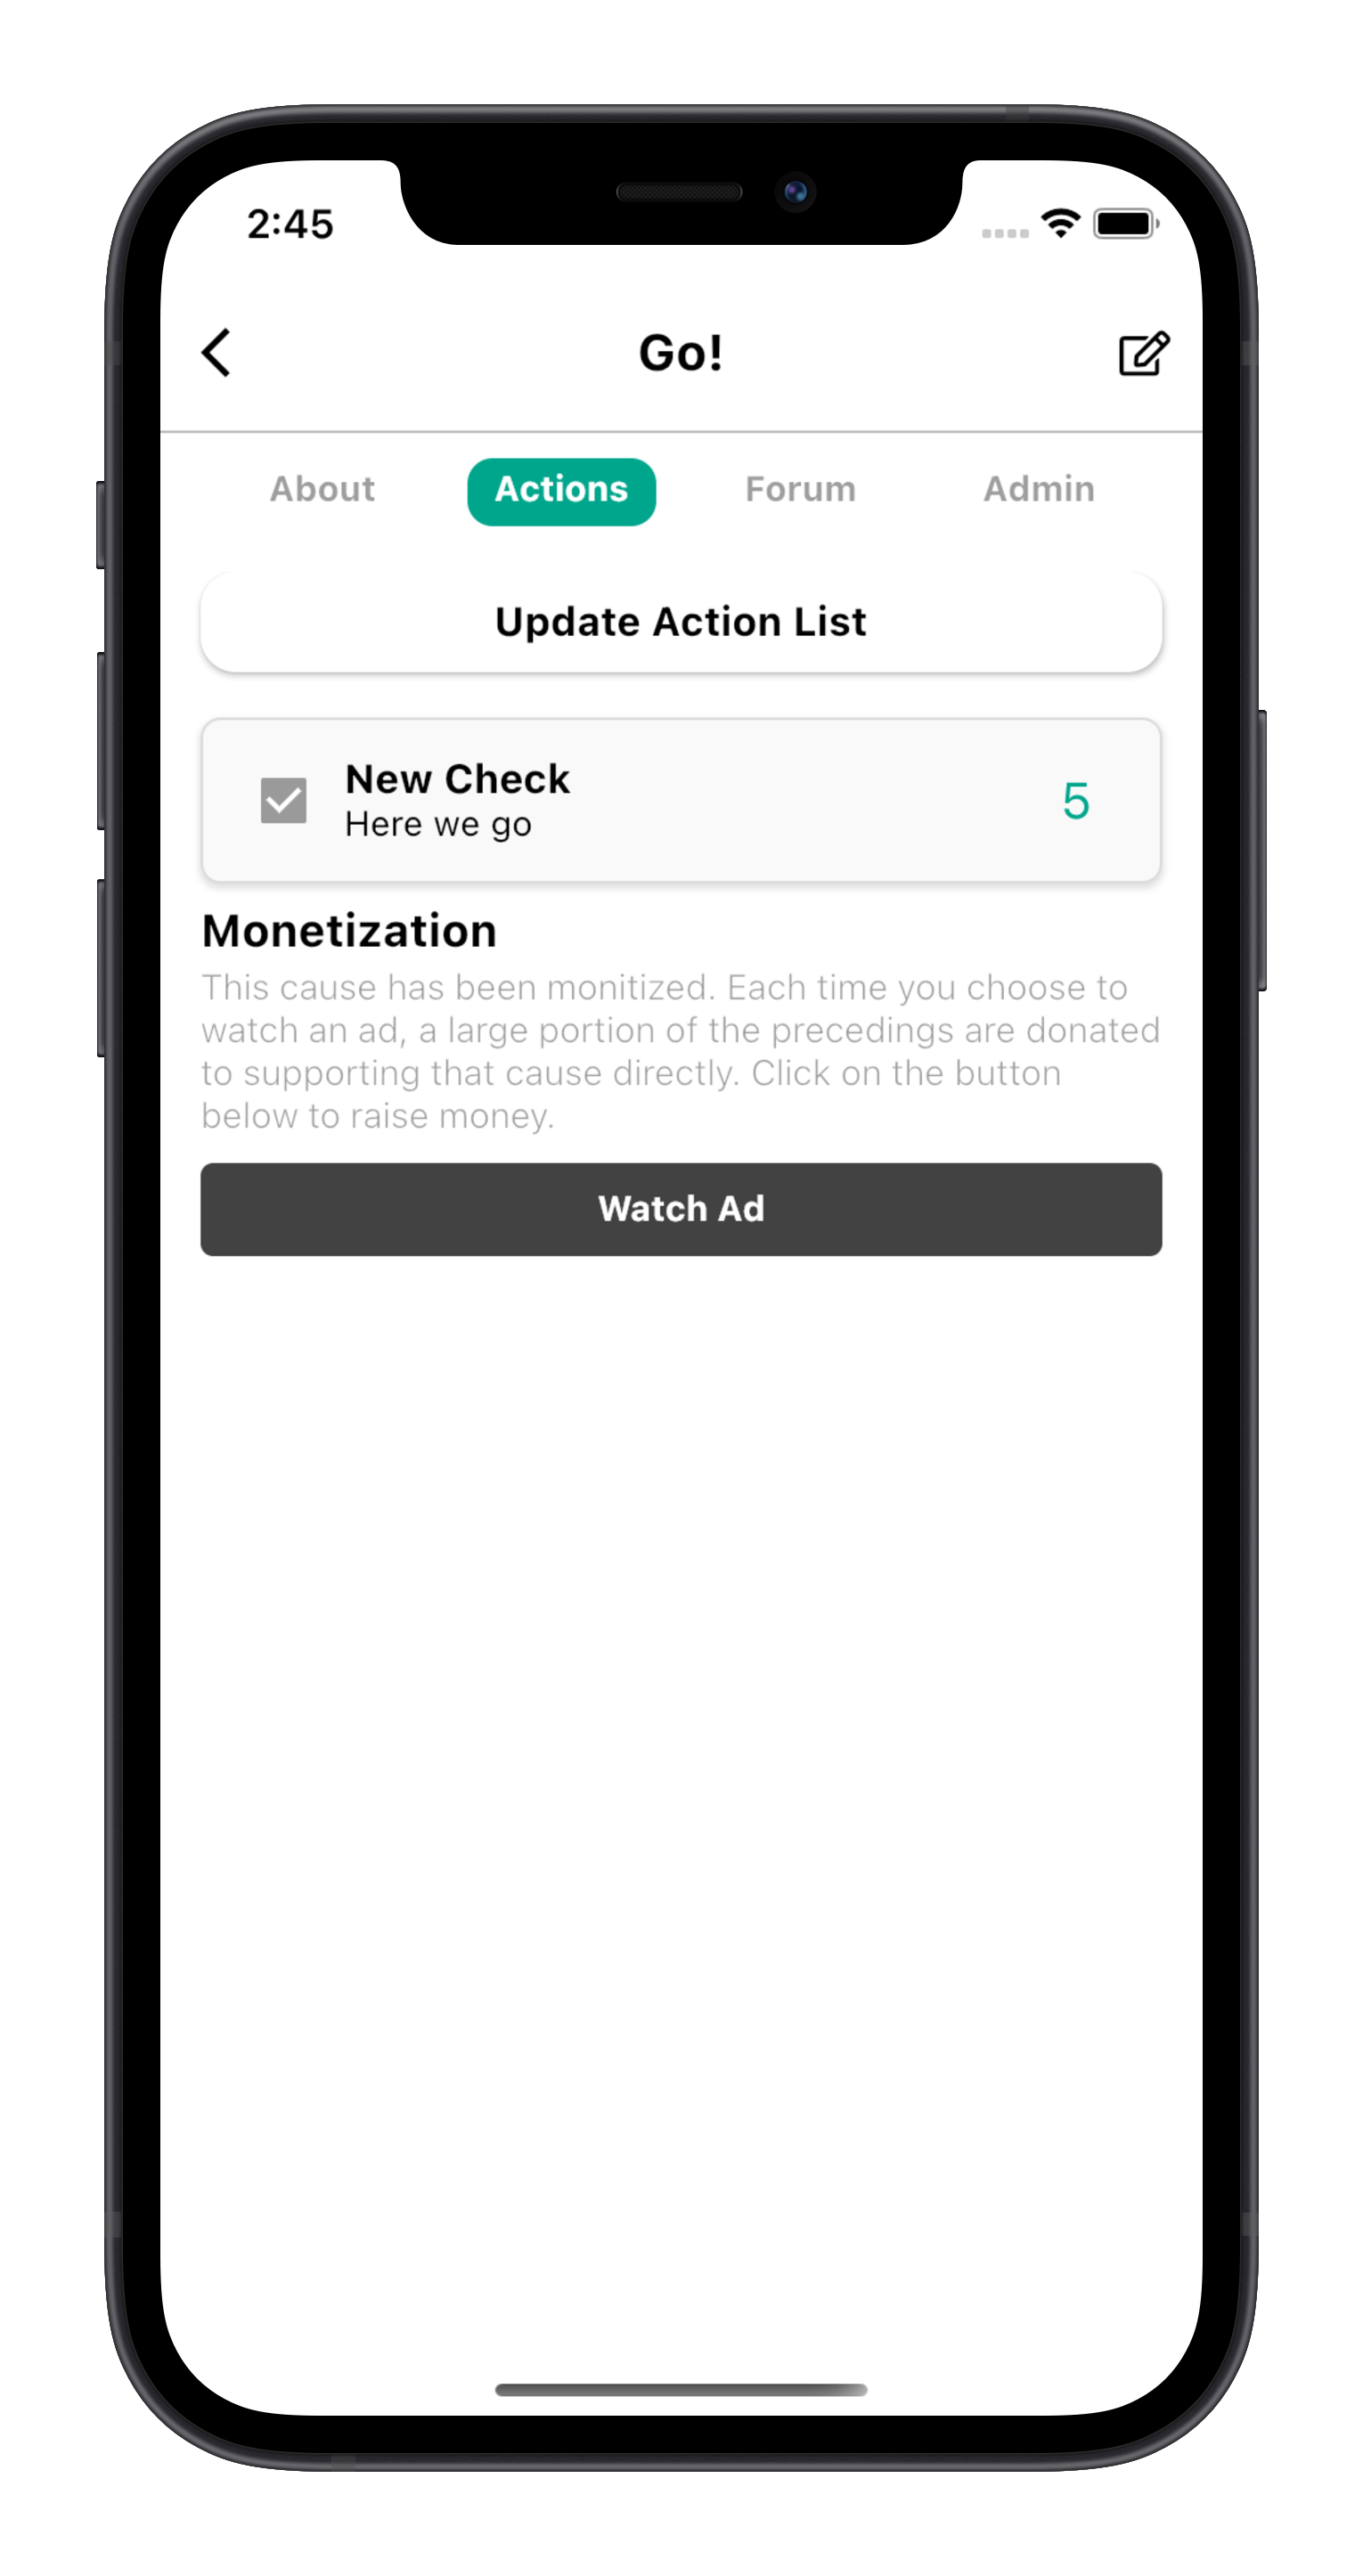 2:45
Go!
About Actions Forum Admin
Update Action List
New Check
Here we go
5
Monetization
This cause has been monitized. Each time you choose to
watch an ad, a large portion of the precedings are donated
to supporting that cause directly. Click on the button
below to raise money.
Watch Ad